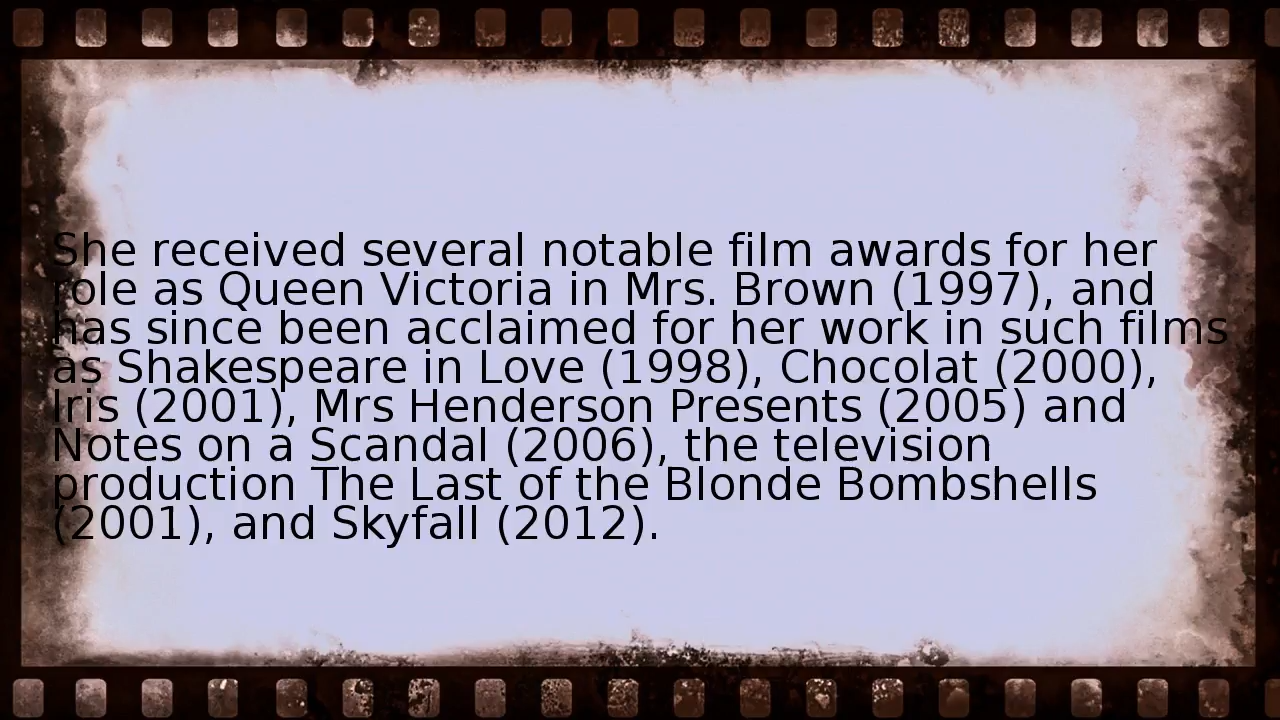 She received several notable film awards for her
role as Queen Victoria in Mrs. Brown (1997), and
has since been acclaimed for her work in such films
as Shakespeare in Love (1998), Chocolat (2000),
Iris (2001), Mrs Henderson Presents (2005) and
Notes on a Scandal (2006), the television
production The Last of the Blonde Bombshells
(2001), and Skyfall (2012).